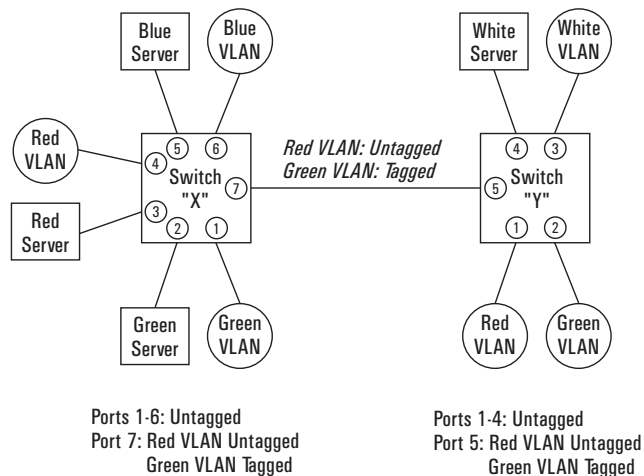 Blue
Server
Blue
VLAN
White
Server
White
VLAN
Red
VLAN
5
6
4
3
4
Switch
"X"
7
Red VLAN: Untagged
Green VLAN: Tagged
5
Switch
"Y"
Red
Server
3
2
1
1
2
Green
Server
Green
VLAN
Red
VLAN
Green
VLAN
Ports 1-6: Untagged
Port 7: Red VLAN Untagged
Green VLAN Tagged
Ports 1-4: Untagged
Port 5: Red VLAN Untagged
Green VLAN Tagged